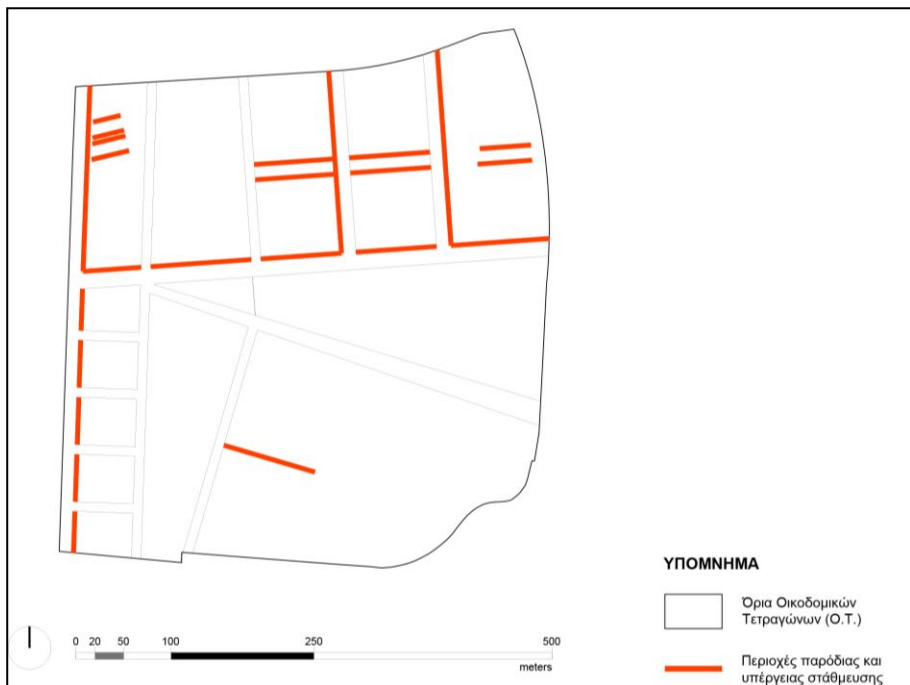 ΥΠΟΜΝΗΜΑ
Όρια Οικοδομικών
Τετραγώνων (Ο.Τ.)
Περιοχές παρόδιας και
υπέργειας στάθμευσης
0 20 50 100 250 500
meters